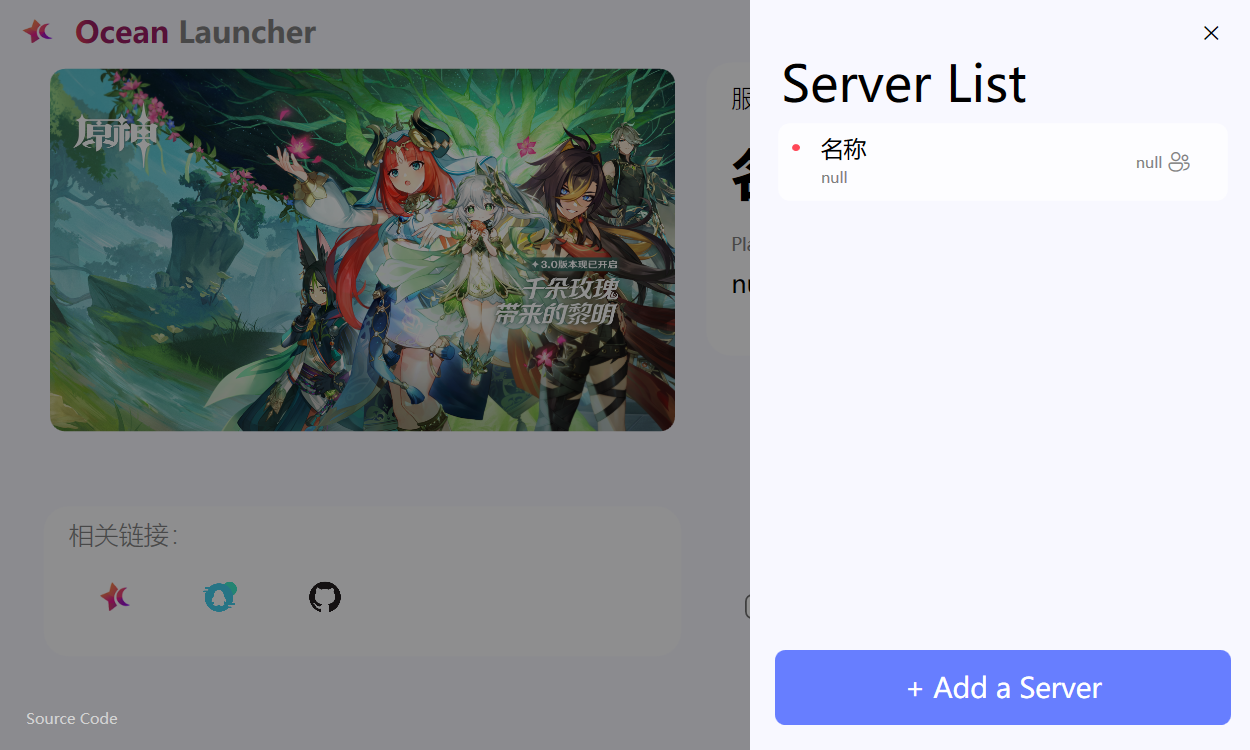 Ocean Launcher
原神
✦3.0版本现已开启
千朵玫瑰
带来的黎明
相关链接：
Source Code
服
名
Pla
nu
Server List
名称
null
null
+ Add a Server